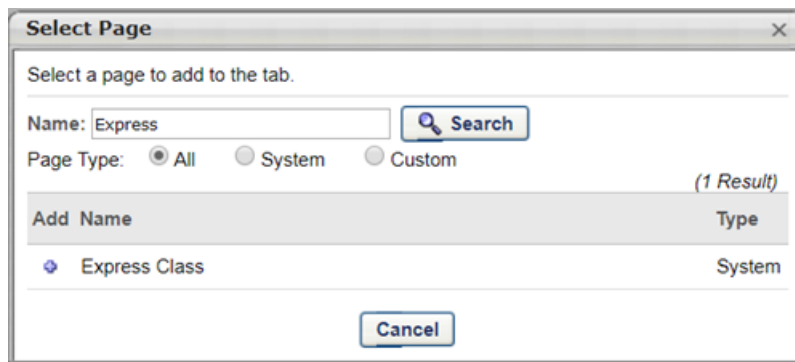 Select Page
Select a page to add to the tab.
Name: Express Search
Page Type: All System Custom
(1 Result)
Add Name Type
Express Class System
Cancel